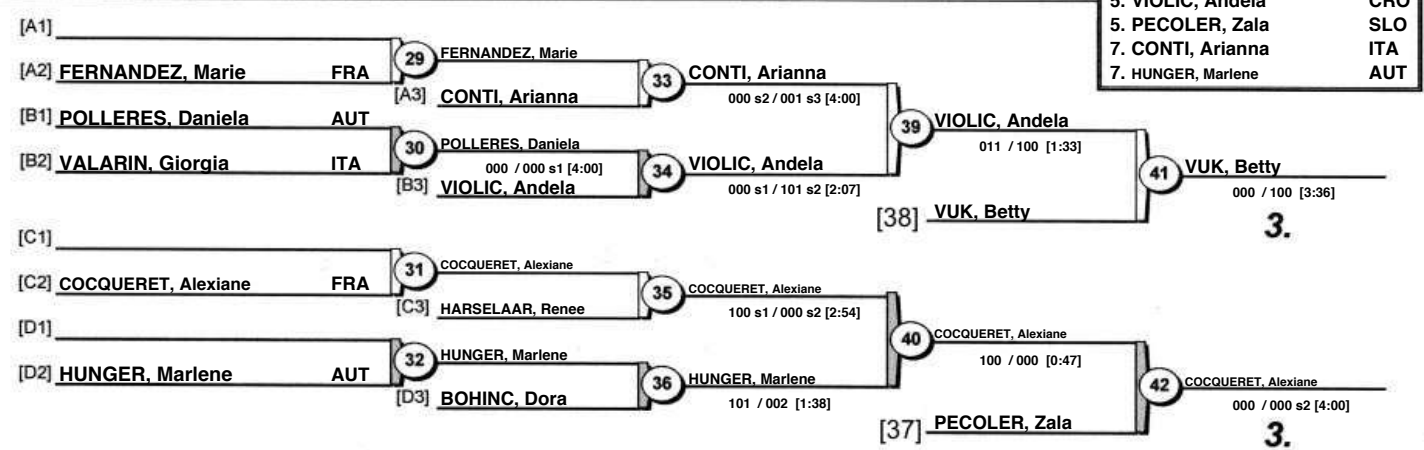 5. VIOLIC, Andela CRO
5. PECOLER, Zala SLO
7. CONTI, Arianna ITA
7. HUNGER, Marlene AUT
[A1]
[A2] FERNANDEZ, Marie FRA
29 FERNANDEZ, Marie
[A3] CONTI, Arianna
33 CONTI, Arianna
000 s2 / 001 s3 [4:00]
[B1] POLLERES, Daniela AUT
[B2] VALARIN, Giorgia ITA
30 POLLERES, Daniela
000 / 000 s1 [4:00]
[B3] VIOLIC, Andela
34 VIOLIC, Andela
000 s1 / 101 s2 [2:07]
39 VIOLIC, Andela
011 / 100 [1:33]
[38] VUK, Betty
41 VUK, Betty
000 / 100 [3:36]
3.
[C1]
[C2] COCQUERET, Alexiane FRA
31 COCQUERET, Alexiane
[C3] HARSELAAR, Renee
35 COCQUERET, Alexiane
100 s1 / 000 s2 [2:54]
[D1]
[D2] HUNGER, Marlene AUT
32 HUNGER, Marlene
[D3] BOHINC, Dora
36 HUNGER, Marlene
101 / 002 [1:38]
40 COCQUERET, Alexiane
100 / 000 [0:47]
[37] PECOLER, Zala
42 COCQUERET, Alexiane
000 / 000 s2 [4:00]
3.